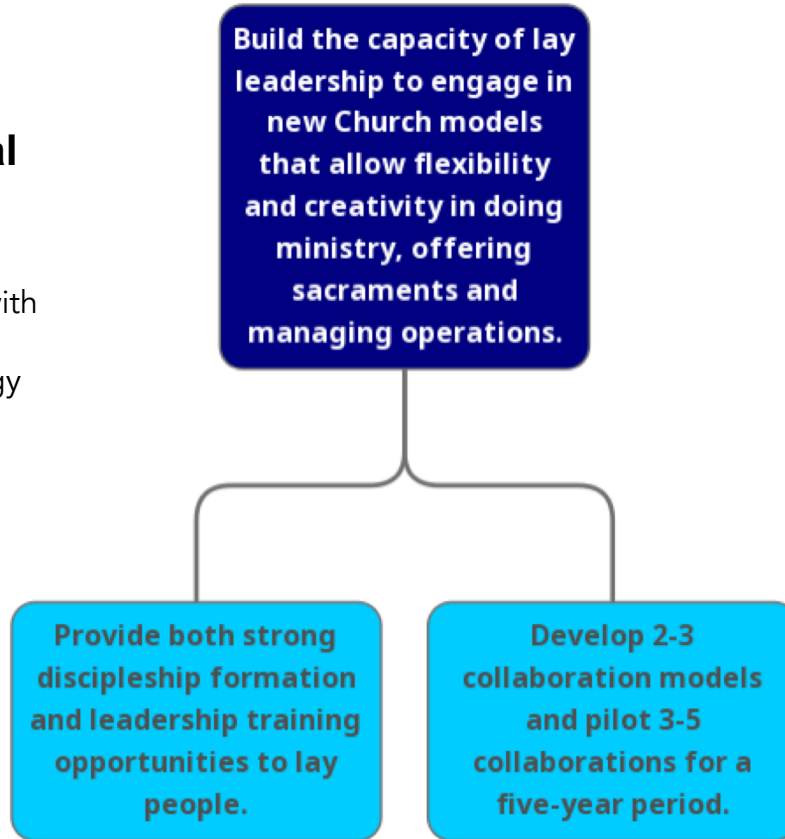 Build the capacity of lay
leadership to engage in
new Church models
that allow flexibility
and creativity in doing
ministry, offering
sacraments and
managing operations.
Provide both strong
discipleship formation
and leadership training
opportunities to lay
people.
Develop 2-3
collaboration models
and pilot 3-5
collaborations for a
five-year period.